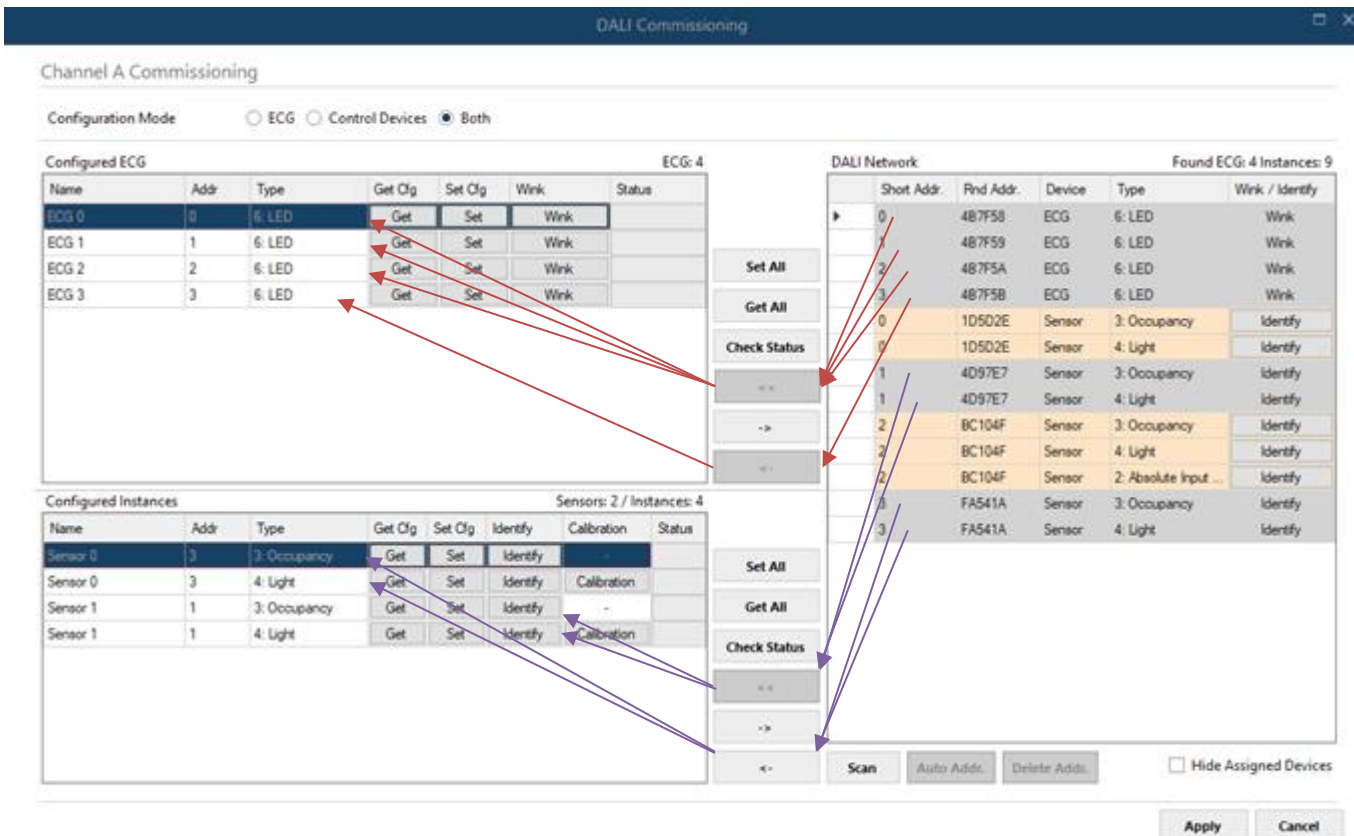 DALI Commissioning
Channel A Commissioning
Configuration Mode ECG Control Devices Both
Configured ECG ECG: 4
Name Addr Type Get Cfg Set Cfg Wink Status
ECG 0 0 6: LED Get Set Wink
ECG 1 1 6: LED Get Set Wink
ECG 2 2 6: LED Get Set Wink
ECG 3 3 6: LED Get Set Wink
Set All
Get All
Check Status
<<
->
<-
DALI Network Found ECG: 4 Instances: 9
Short Addr. Rnd Addr. Device Type Wink / Identify
0 4B7F58 ECG 6: LED Wink
1 4B7F59 ECG 6: LED Wink
2 4B7F5A ECG 6: LED Wink
3 4B7F5B ECG 6: LED Wink
0 1D5D2E Sensor 3: Occupancy Identify
0 1D5D2E Sensor 4: Light Identify
1 4D97E7 Sensor 3: Occupancy Identify
1 4D97E7 Sensor 4: Light Identify
2 BC104F Sensor 3: Occupancy Identify
2 BC104F Sensor 4: Light Identify
2 BC104F Sensor 2: Absolute Input ... Identify
3 FA541A Sensor 3: Occupancy Identify
3 FA541A Sensor 4: Light Identify
Configured Instances Sensors: 2 / Instances: 4
Name Addr Type Get Cfg Set Cfg Identify Calibration Status
Sensor 0 3 3: Occupancy Get Set Identify -
Sensor 0 3 4: Light Get Set Identify Calibration
Sensor 1 1 3: Occupancy Get Set Identify -
Sensor 1 1 4: Light Get Set Identify Calibration
Set All
Get All
Check Status
<<
->
<-
Scan Auto Addr. Delete Addr. Hide Assigned Devices
Apply Cancel